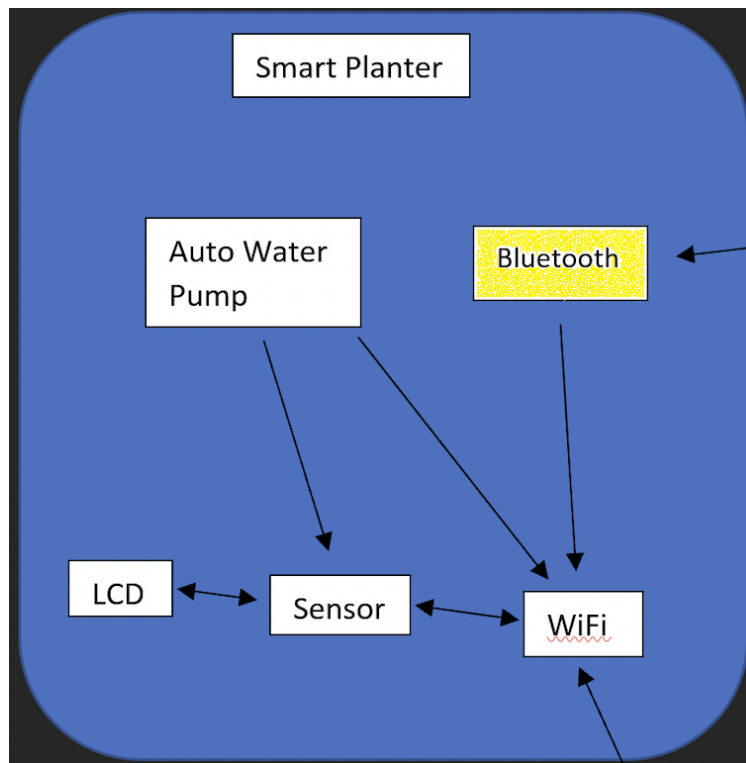 Smart Planter
Auto Water
Pump
Bluetooth
LCD
Sensor
WiFi